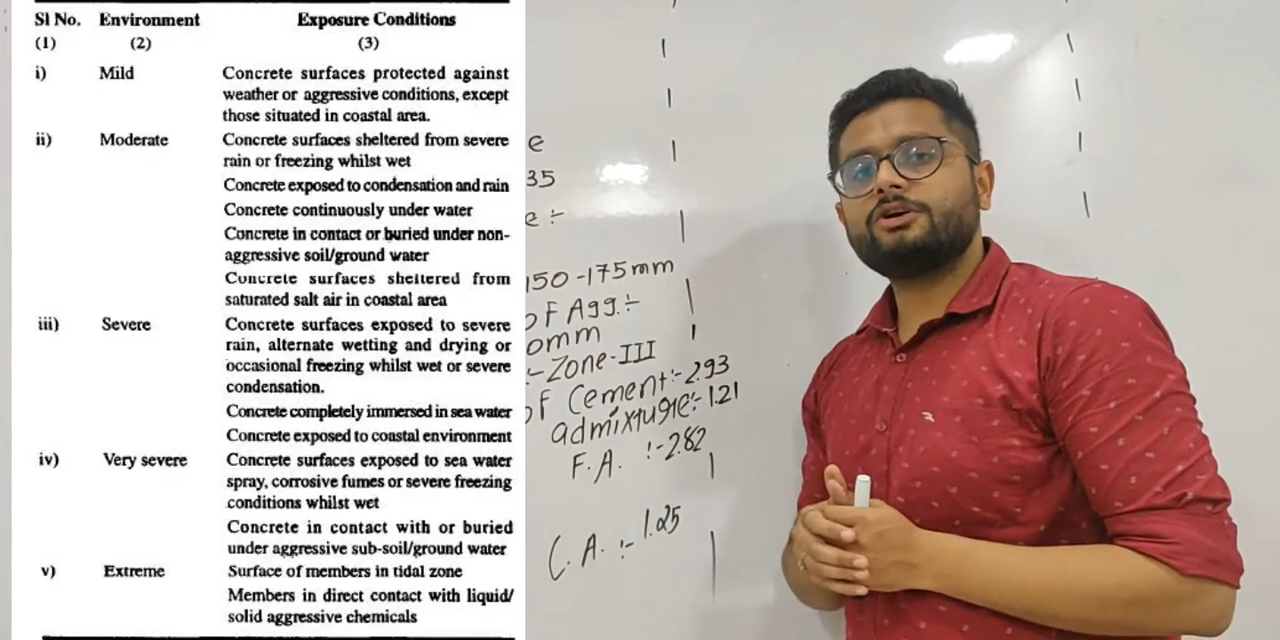 Sl No. Environment Exposure Conditions
(1) (2) (3)
i) Mild Concrete surfaces protected against
weather or aggressive conditions, except
those situated in coastal area.
ii) Moderate Concrete surfaces sheltered from severe
rain or freezing whilst wet
Concrete exposed to condensation and rain
Concrete continuously under water
Concrete in contact or buried under non-
aggressive soil/ground water
Concrete surfaces sheltered from
saturated salt air in coastal area
iii) Severe Concrete surfaces exposed to severe
rain, alternate wetting and drying or
occasional freezing whilst wet or severe
condensation.
Concrete completely immersed in sea water
Concrete exposed to coastal environment
iv) Very severe Concrete surfaces exposed to sea water
spray, corrosive fumes or severe freezing
conditions whilst wet
Concrete in contact with or buried
under aggressive sub-soil/ground water
v) Extreme Surface of members in tidal zone
Members in direct contact with liquid/
solid aggressive chemicals
e
35
e :-
150-175mm
of Agg.:-
0mm
:-Zone-III
of Cement:-2.93
admixture:-1.21
F.A. :-2.82
C.A. :- 1.25